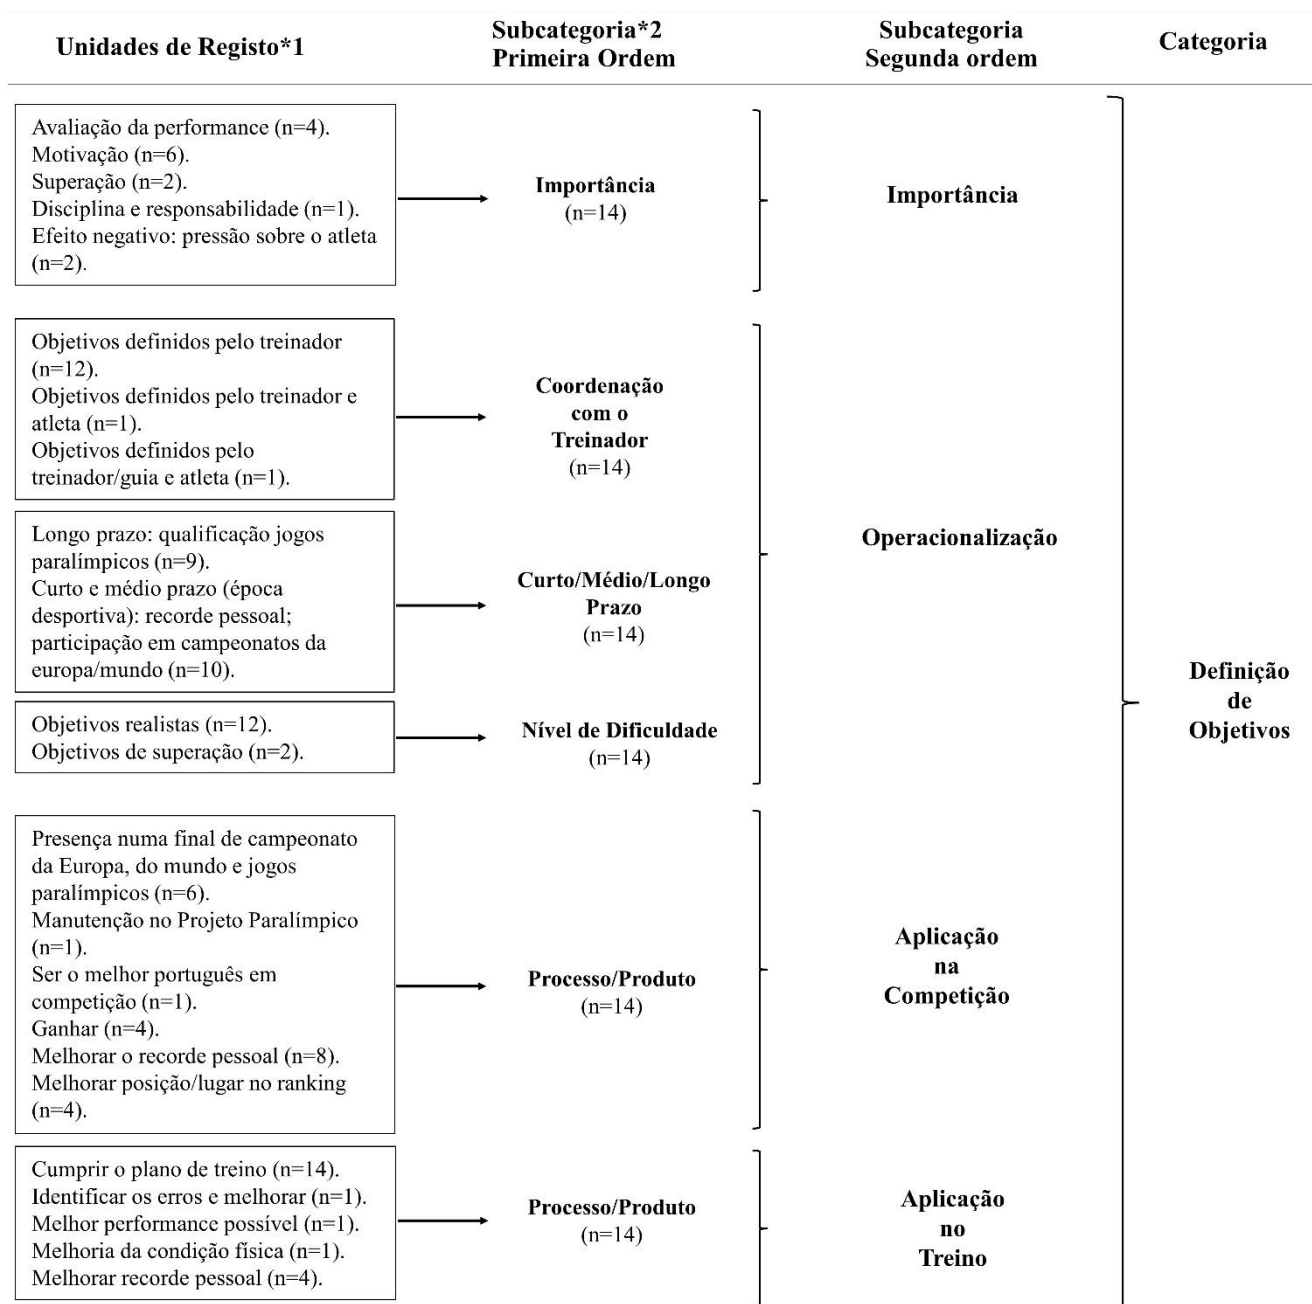 Unidades de Registo*1
Subcategoria*2
Primeira Ordem
Subcategoria
Segunda ordem
Categoria
Avaliação da performance (n=4).
Motivação (n=6).
Superação (n=2).
Disciplina e responsabilidade (n=1).
Efeito negativo: pressão sobre o atleta
(n=2).
Importância
(n=14)
Importância
Objetivos definidos pelo treinador
(n=12).
Objetivos definidos pelo treinador e
atleta (n=1).
Objetivos definidos pelo
treinador/guia e atleta (n=1).
Coordenação
com o
Treinador
(n=14)
Longo prazo: qualificação jogos
paralímpicos (n=9).
Curto e médio prazo (época
desportiva): recorde pessoal;
participação em campeonatos da
europa/mundo (n=10).
Curto/Médio/Longo
Prazo
(n=14)
Operacionalização
Objetivos realistas (n=12).
Objetivos de superação (n=2).
Nível de Dificuldade
(n=14)
Definição
de
Objetivos
Presença numa final de campeonato
da Europa, do mundo e jogos
paralímpicos (n=6).
Manutenção no Projeto Paralímpico
(n=1).
Ser o melhor português em
competição (n=1).
Ganhar (n=4).
Melhorar o recorde pessoal (n=8).
Melhorar posição/lugar no ranking
(n=4).
Processo/Produto
(n=14)
Aplicação
na
Competição
Cumprir o plano de treino (n=14).
Identificar os erros e melhorar (n=1).
Melhor performance possível (n=1).
Melhoria da condição física (n=1).
Melhorar recorde pessoal (n=4).
Processo/Produto
(n=14)
Aplicação
no
Treino